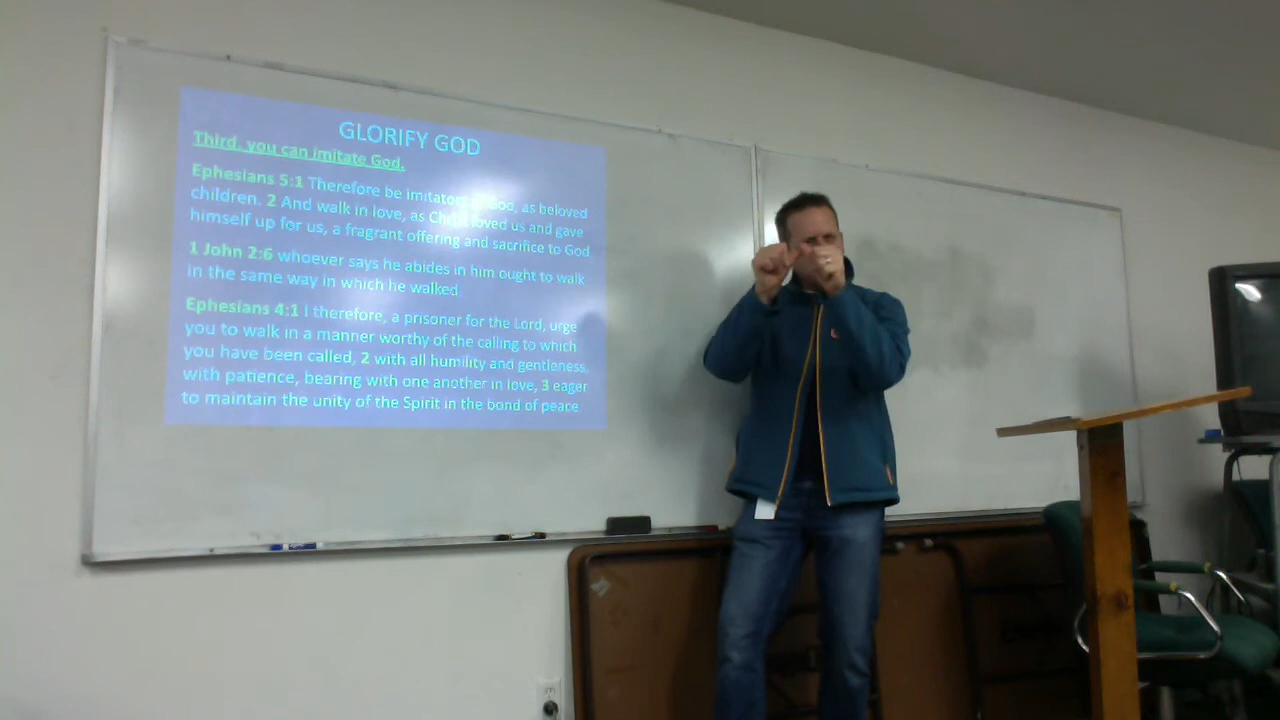 GLORIFY GOD
Third, you can imitate God.
Ephesians 5:1 Therefore be imitators of God, as beloved
children. 2 And walk in love, as Christ loved us and gave
himself up for us, a fragrant offering and sacrifice to God
1 John 2:6 whoever says he abides in him ought to walk
in the same way in which he walked
Ephesians 4:1 I therefore, a prisoner for the Lord, urge
you to walk in a manner worthy of the calling to which
you have been called, 2 with all humility and gentleness,
with patience, bearing with one another in love, 3 eager
to maintain the unity of the Spirit in the bond of peace